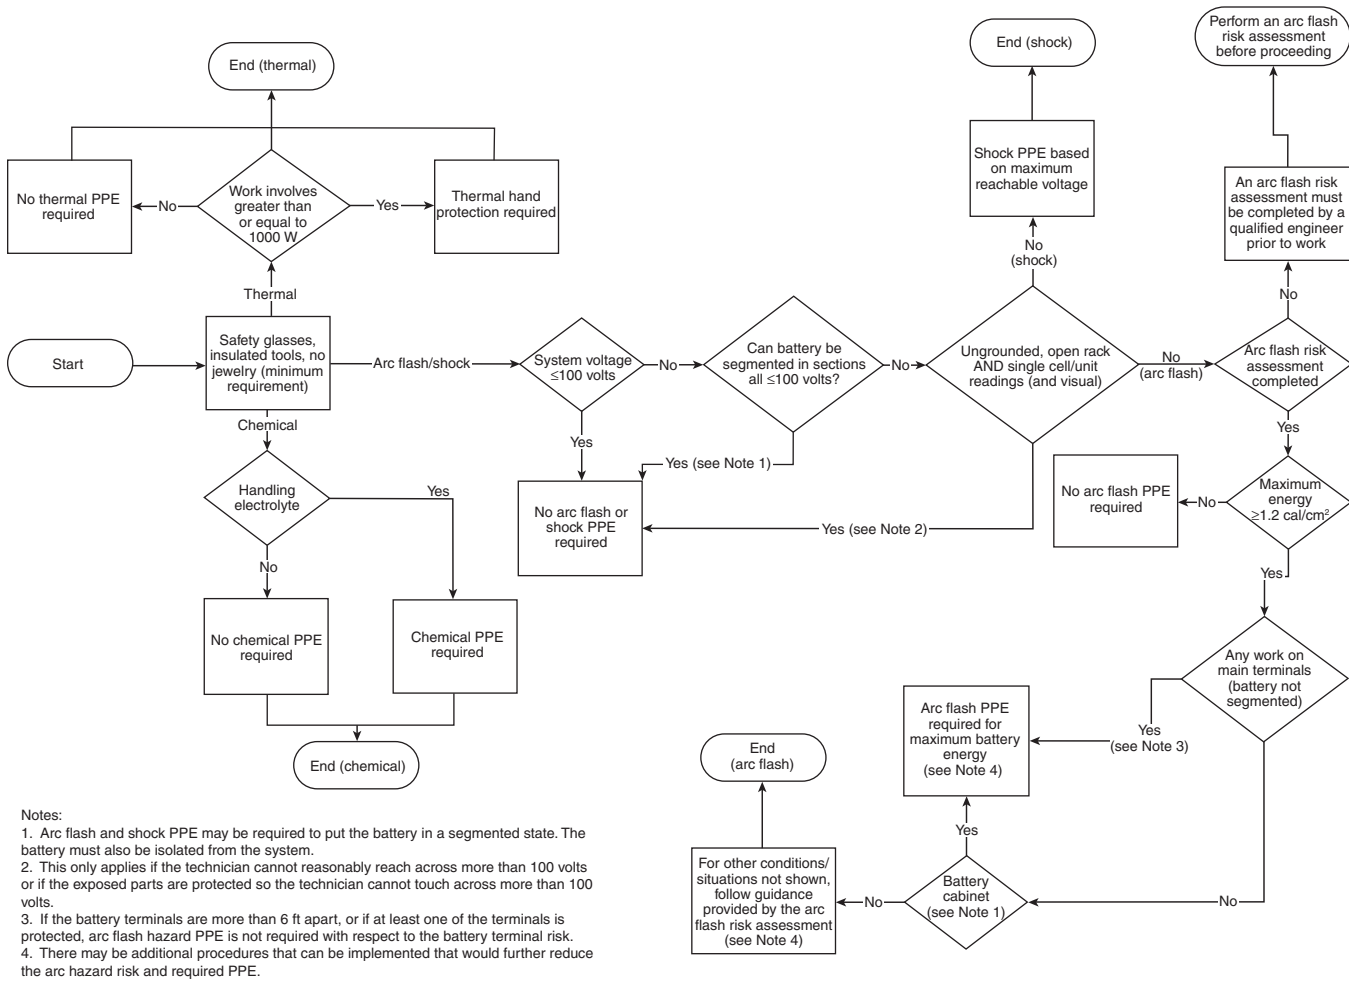 End (thermal)
No thermal PPE
required
No
Work involves
greater than
or equal to
1000 W
Yes
Thermal hand
protection required
Thermal
Start
Safety glasses,
insulated tools, no
jewelry (minimum
requirement)
Chemical
Handling
electrolyte
Yes
No
No chemical PPE
required
Chemical PPE
required
End (chemical)
Arc flash/shock
System voltage
≤100 volts
No
Yes
Can battery be
segmented in sections
all ≤100 volts?
No
Yes (see Note 1)
No arc flash or
shock PPE
required
Yes (see Note 2)
Ungrounded, open rack
AND single cell/unit
readings (and visual)
No
(shock)
Shock PPE based
on maximum
reachable voltage
End (shock)
No
(arc flash)
Arc flash risk
assessment
completed
No
An arc flash risk
assessment must
be completed by a
qualified engineer
prior to work
Perform an arc flash
risk assessment
before proceeding
Yes
Maximum
energy
≥1.2 cal/cm²
No
No arc flash PPE
required
Yes
Any work on
main terminals
(battery not
segmented)
Yes
(see Note 3)
Arc flash PPE
required for
maximum battery
energy
(see Note 4)
No
Battery
cabinet
(see Note 1)
Yes
No
For other conditions/
situations not shown,
follow guidance
provided by the arc
flash risk assessment
(see Note 4)
End
(arc flash)
Notes:
1. Arc flash and shock PPE may be required to put the battery in a segmented state. The
battery must also be isolated from the system.
2. This only applies if the technician cannot reasonably reach across more than 100 volts
or if the exposed parts are protected so the technician cannot touch across more than 100
volts.
3. If the battery terminals are more than 6 ft apart, or if at least one of the terminals is
protected, arc flash hazard PPE is not required with respect to the battery terminal risk.
4. There may be additional procedures that can be implemented that would further reduce
the arc hazard risk and required PPE.